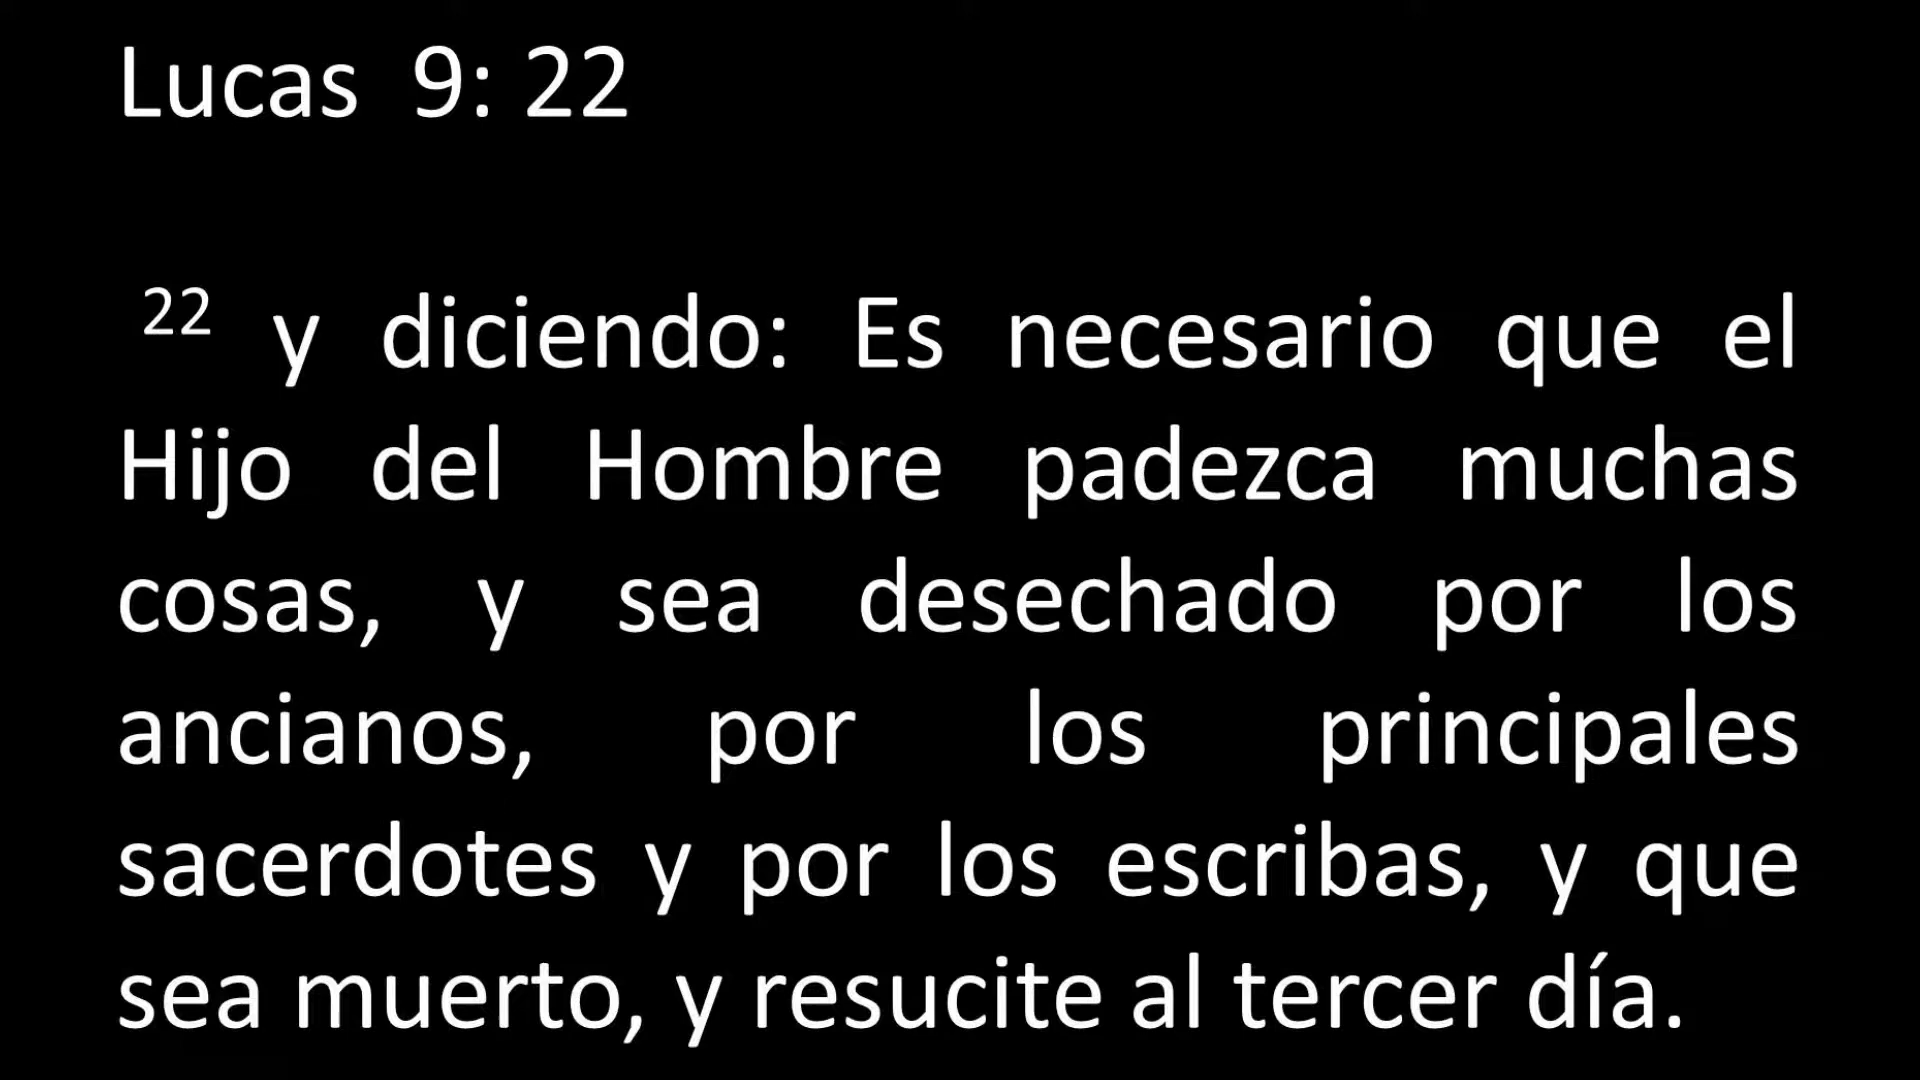 Lucas 9: 22
22 y diciendo: Es necesario que el
Hijo del Hombre padezca muchas
cosas, y sea desechado por los
ancianos, por los principales
sacerdotes y por los escribas, y que
sea muerto, y resucite al tercer día.